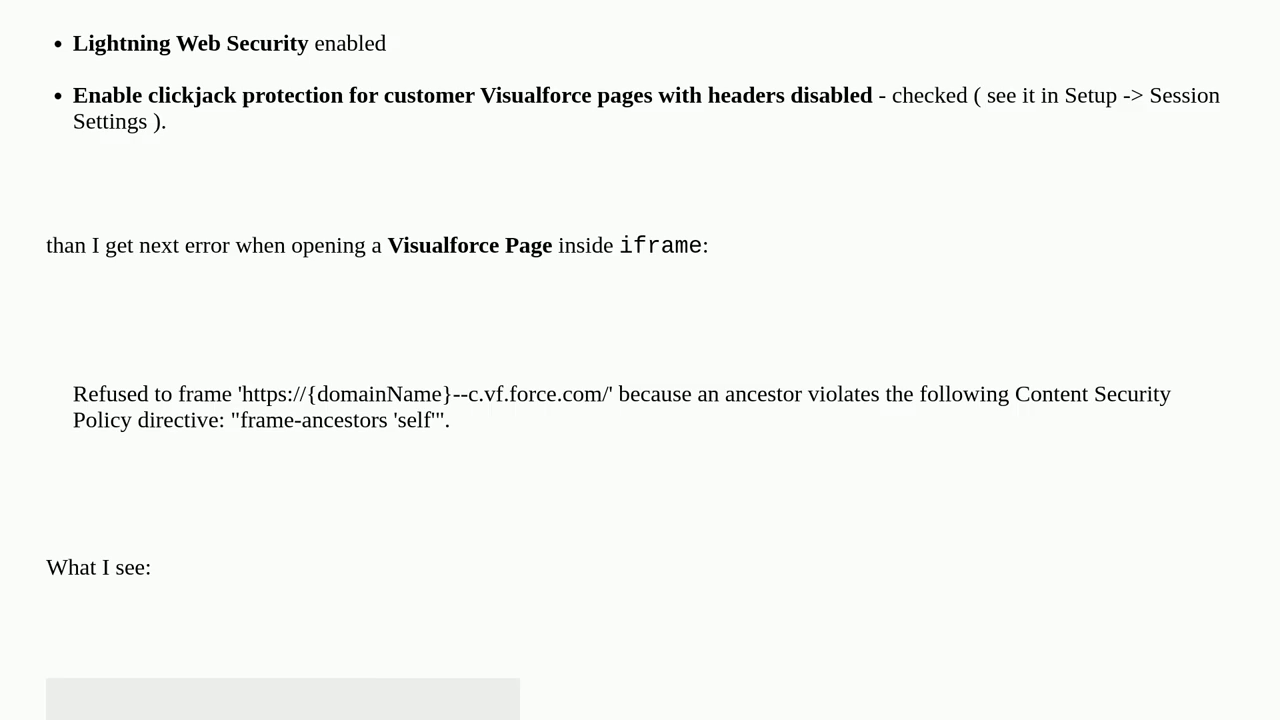 Lightning Web Security enabled
Enable clickjack protection for customer Visualforce pages with headers disabled - checked ( see it in Setup -> Session
Settings ).
than I get next error when opening a Visualforce Page inside iframe:
Refused to frame 'https://{domainName}--c.vf.force.com/' because an ancestor violates the following Content Security
Policy directive: "frame-ancestors 'self'".
What I see: